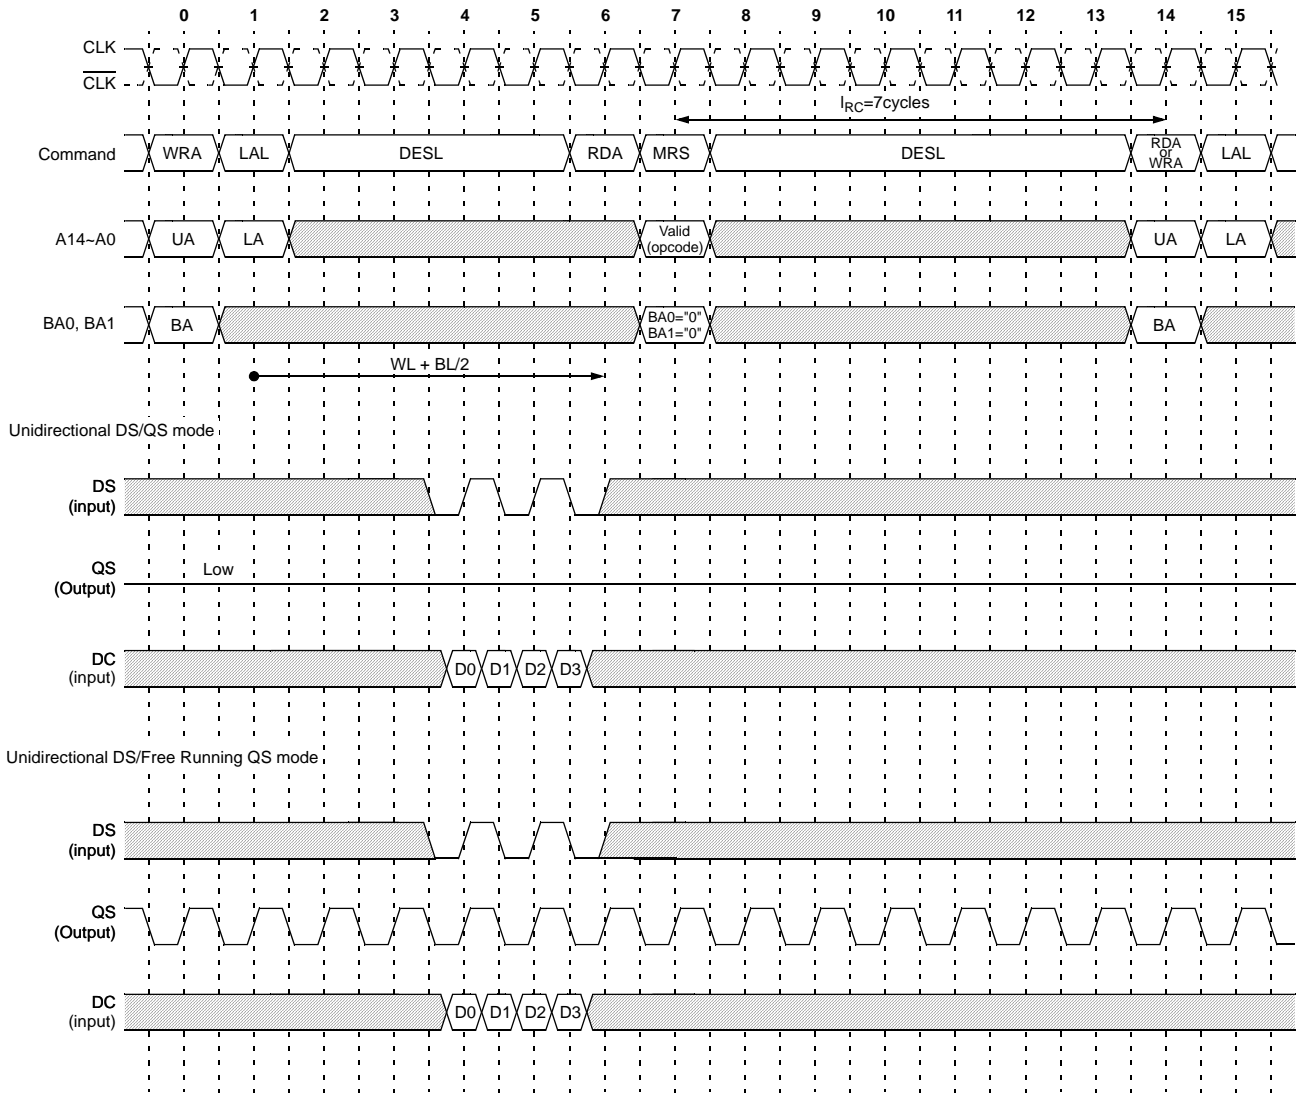 0 1 2 3 4 5 6 7 8 9 10 11 12 13 14 15
CLK
CLK
IRC=7cycles
Command WRA LAL DESL RDA MRS DESL RDA or WRA LAL
A14~A0 UA LA Valid (opcode) UA LA
BA0, BA1 BA BA0="0" BA1="0" BA
WL + BL/2
Unidirectional DS/QS mode
DS
(input)
QS
(Output)
Low
DC
(input)
D0 D1 D2 D3
Unidirectional DS/Free Running QS mode
DS
(input)
QS
(Output)
DC
(input)
D0 D1 D2 D3